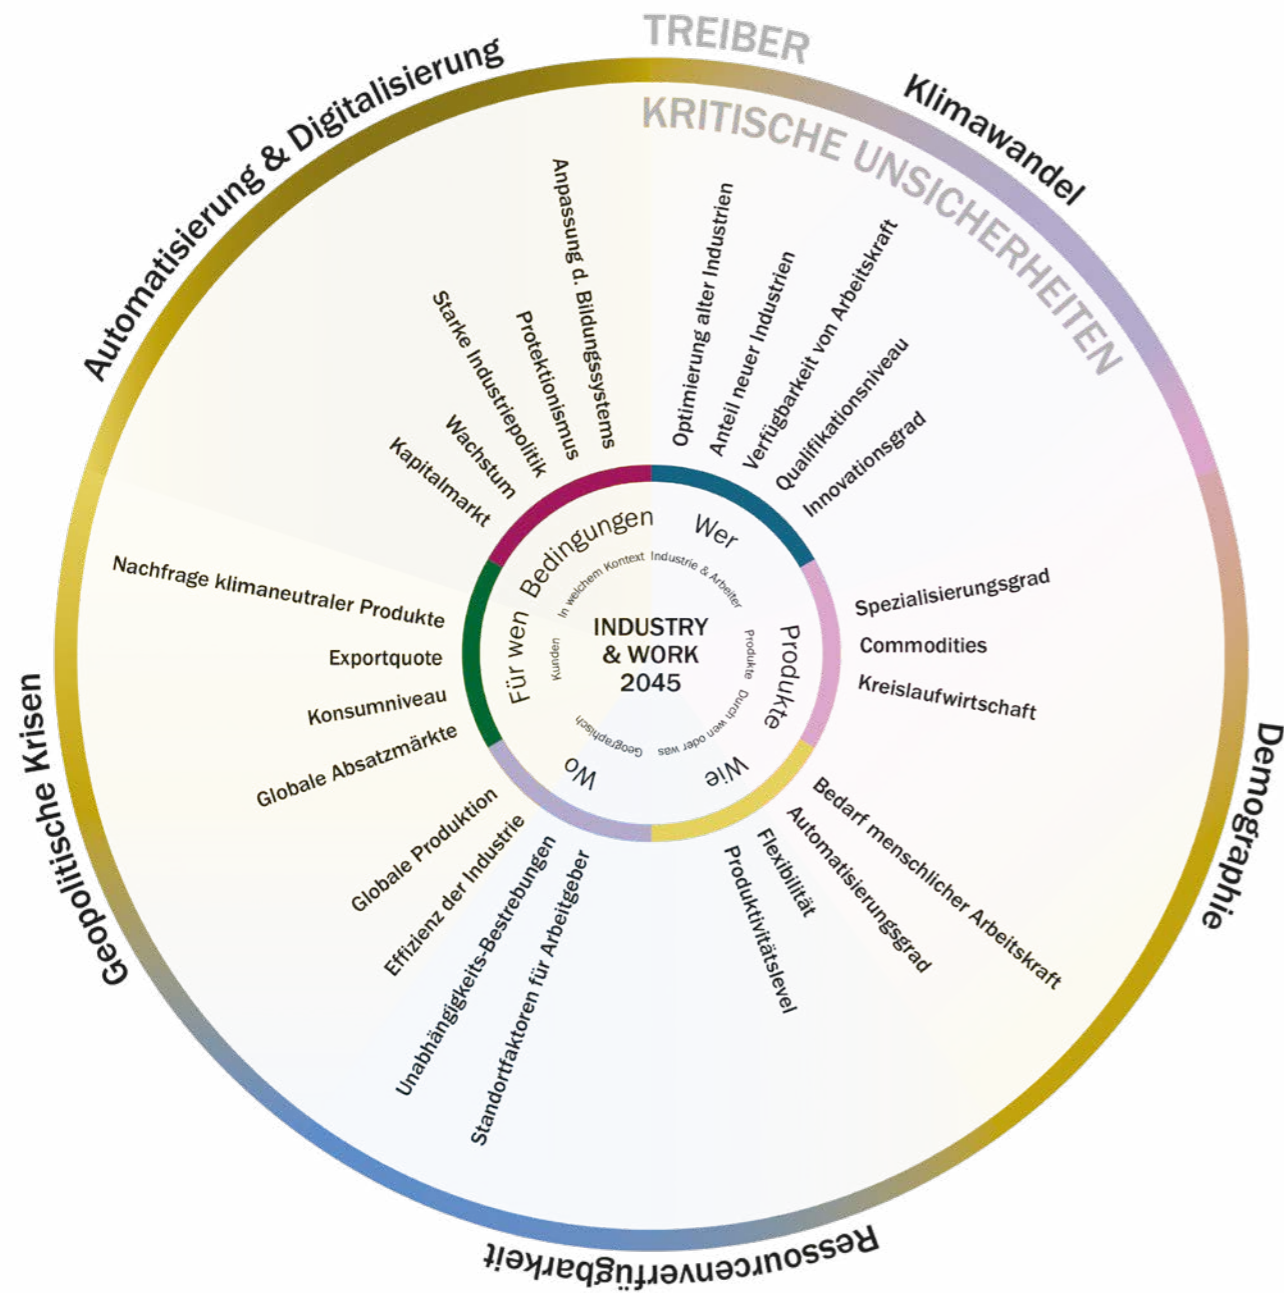 TREIBER
KRITISCHE UNSICHERHEITEN
Klimawandel
Demographie
Ressourcenverfügbarkeit
Geopolitische Krisen
Automatisierung & Digitalisierung
Optimierung alter Industrien
Anteil neuer Industrien
Verfügbarkeit von Arbeitskraft
Qualifikationsniveau
Innovationsgrad
Spezialisierungsgrad
Commodities
Kreislaufwirtschaft
Bedarf menschlicher Arbeitskraft
Automatisierungsgrad
Flexibilität
Produktivitätslevel
Standortfaktoren für Arbeitgeber
Unabhängigkeits-Bestrebungen
Effizienz der Industrie
Globale Produktion
Globale Absatzmärkte
Konsumniveau
Exportquote
Nachfrage klimaneutraler Produkte
Kapitalmarkt
Wachstum
Starke Industriepolitik
Protektionismus
Anpassung d. Bildungssystems
Wer
Industrie & Arbeiter
Produkte
Produkte
Wie
Durch wen oder was
Wo
Geographisch
Für wen
Kunden
Bedingungen
In welchem Kontext
INDUSTRY
& WORK
2045